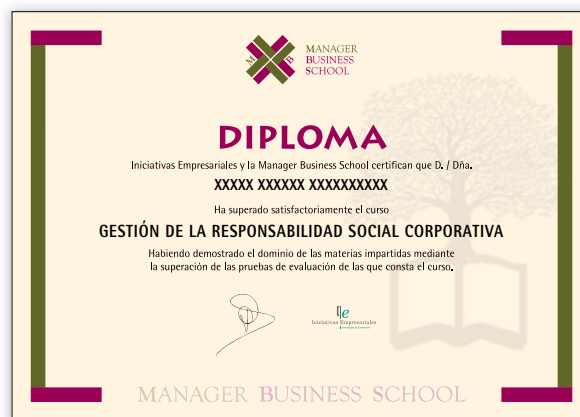 M B
MANAGER
BUSINESS
SCHOOL
DIPLOMA
Iniciativas Empresariales y la Manager Business School certifican que D. / Dña.
XXXXX XXXXXX XXXXXXXXXX
Ha superado satisfactoriamente el curso
GESTIÓN DE LA RESPONSABILIDAD SOCIAL CORPORATIVA
Habiendo demostrado el dominio de las materias impartidas mediante
la superación de las pruebas de evaluación de las que consta el curso.
Iniciativas Empresariales
MANAGER BUSINESS SCHOOL